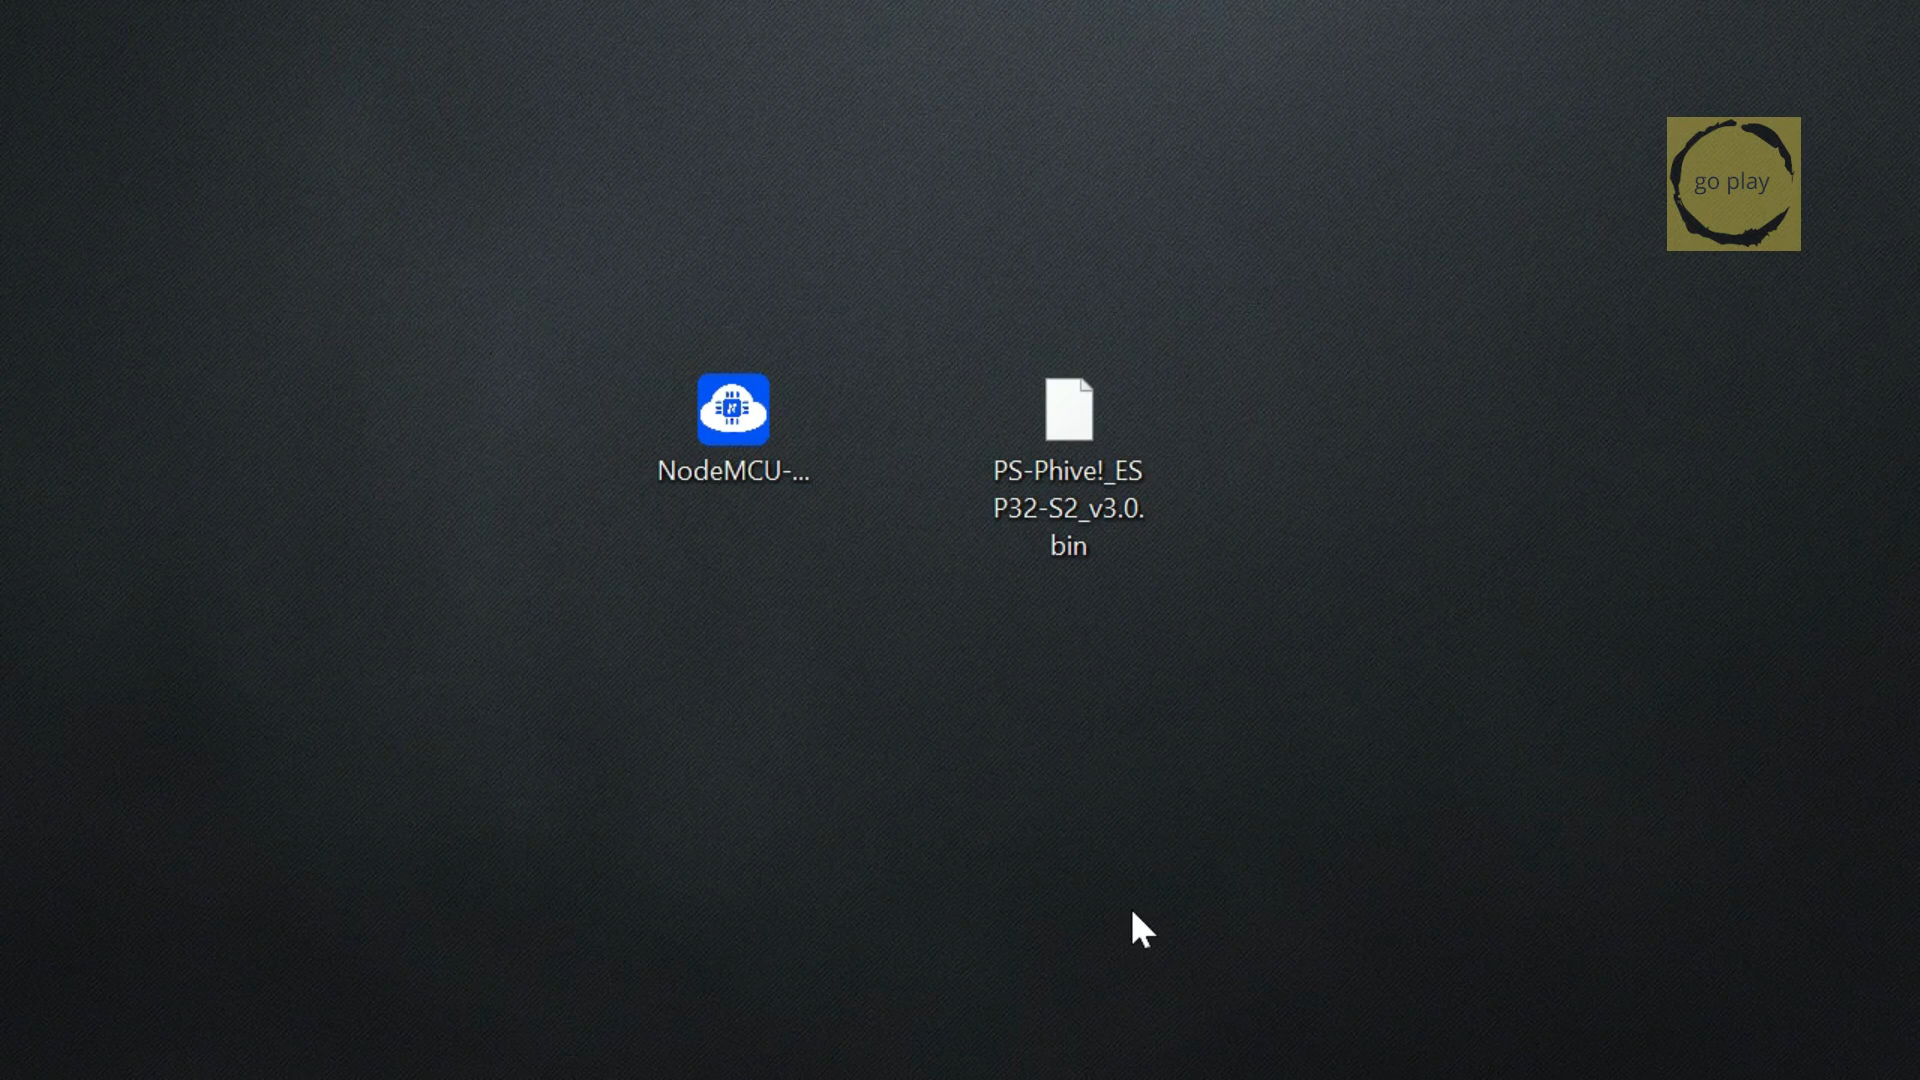 go play
NodeMCU-...
PS-Phive!_ES
P32-S2_v3.0.
bin